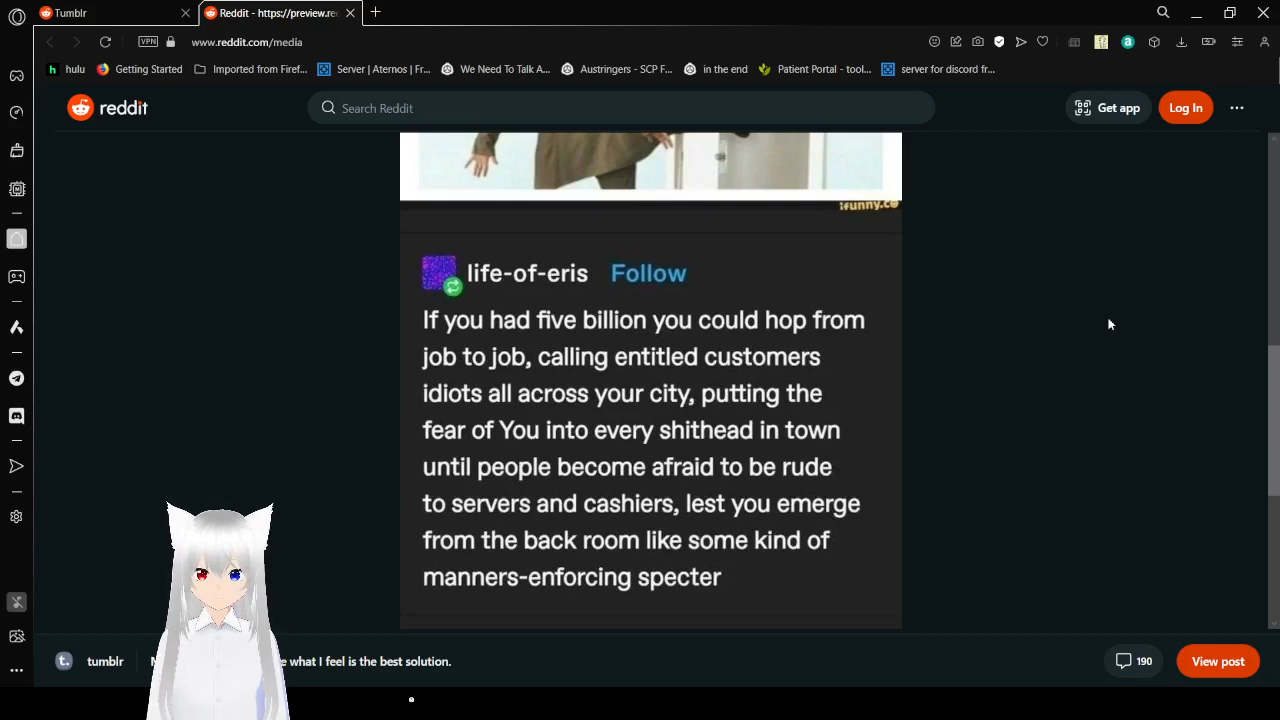 Tumblr
Reddit - https://preview.re
VPN
www.reddit.com/media
hulu
Getting Started
Imported from Firef...
Server | Aternos | Fr...
We Need To Talk A...
Austringers - SCP F...
in the end
Patient Portal - tool...
server for discord fr...
reddit
Search Reddit
Get app
Log In
ifunny.co
life-of-eris Follow
If you had five billion you could hop from
job to job, calling entitled customers
idiots all across your city, putting the
fear of You into every shithead in town
until people become afraid to be rude
to servers and cashiers, lest you emerge
from the back room like some kind of
manners-enforcing specter
tumblr
what I feel is the best solution.
190
View post